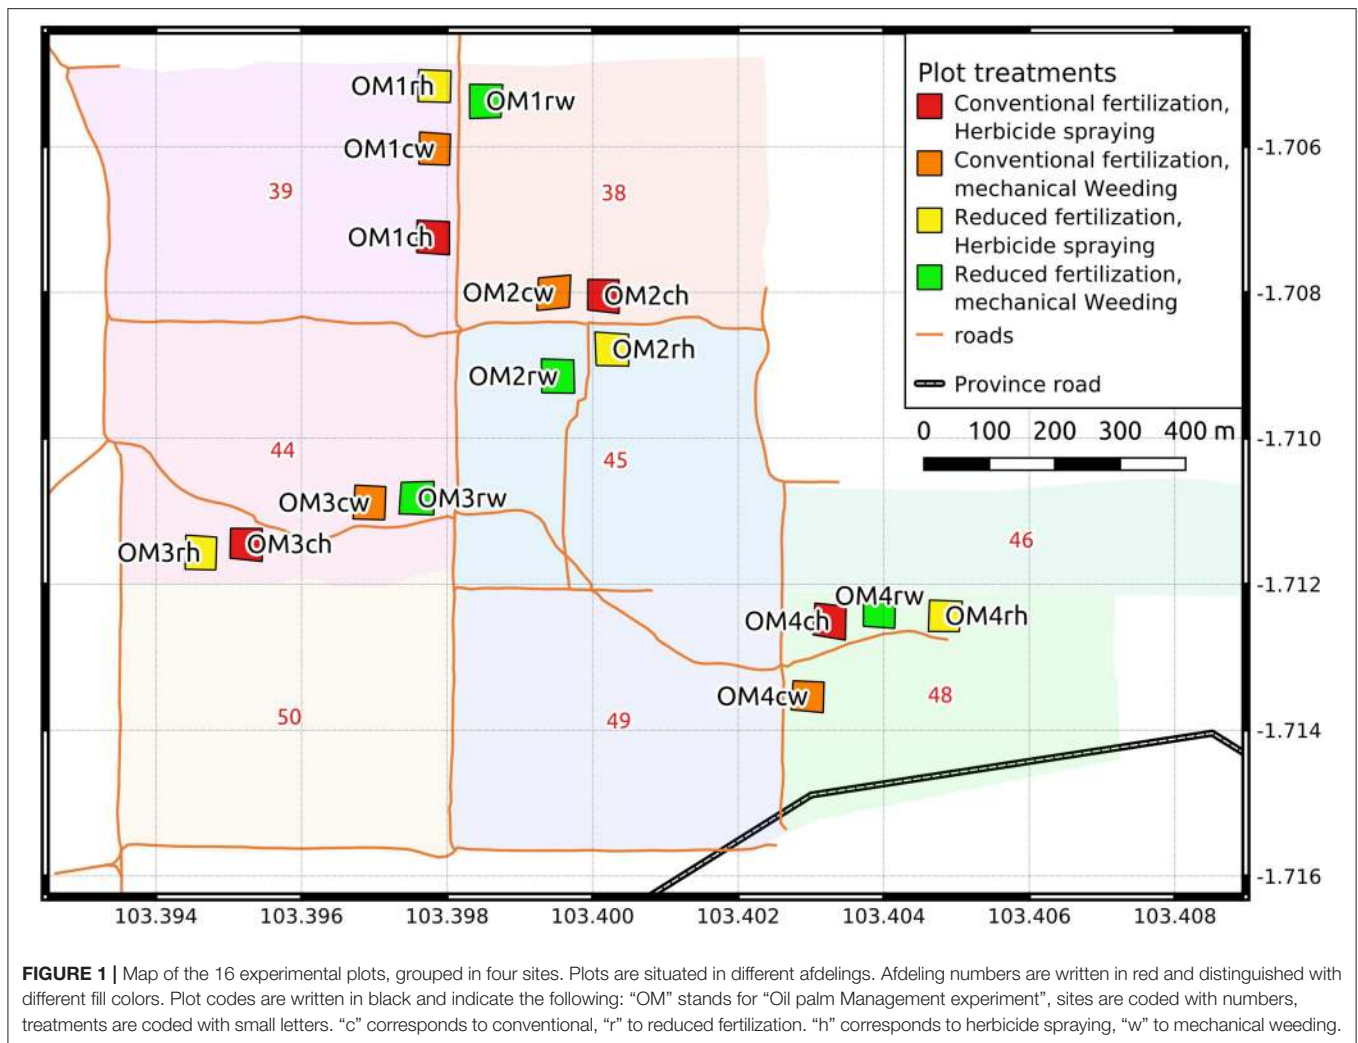 Plot treatments
Conventional fertilization,
Herbicide spraying
Conventional fertilization,
mechanical Weeding
Reduced fertilization,
Herbicide spraying
Reduced fertilization,
mechanical Weeding
roads
Province road
0 100 200 300 400 m
OM1rh
OM1rw
OM1cw
39
38
OM1ch
OM2cw
OM2ch
OM2rh
OM2rw
44
45
OM3cw
OM3rw
OM3rh
OM3ch
46
OM4rw
OM4ch
OM4rh
OM4cw
48
50
49
-1.706
-1.708
-1.710
-1.712
-1.714
-1.716
103.394 103.396 103.398 103.400 103.402 103.404 103.406 103.408
FIGURE 1 | Map of the 16 experimental plots, grouped in four sites. Plots are situated in different afdelings. Afdeling numbers are written in red and distinguished with
different fill colors. Plot codes are written in black and indicate the following: “OM” stands for “Oil palm Management experiment”, sites are coded with numbers,
treatments are coded with small letters. “c” corresponds to conventional, “r” to reduced fertilization. “h” corresponds to herbicide spraying, “w” to mechanical weeding.